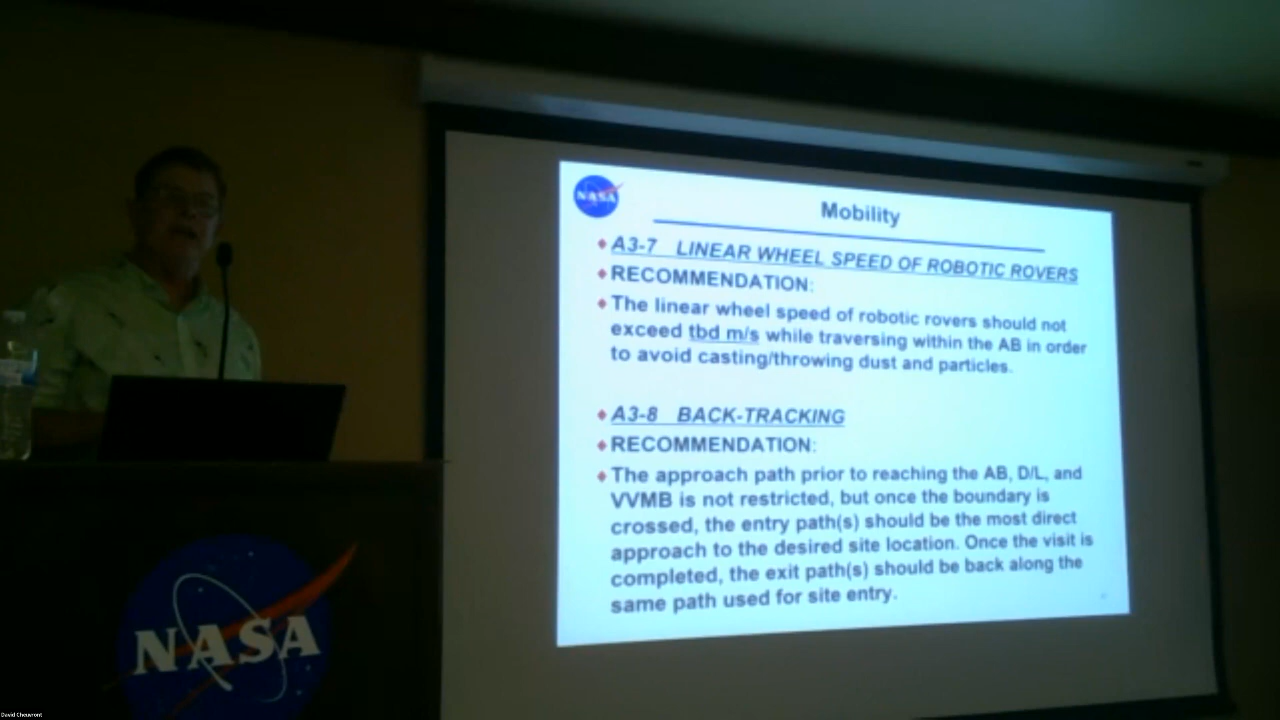 NASA
Mobility
A3-7 LINEAR WHEEL SPEED OF ROBOTIC ROVERS
RECOMMENDATION:
The linear wheel speed of robotic rovers should not
exceed tbd m/s while traversing within the AB in order
to avoid casting/throwing dust and particles.
A3-8 BACK-TRACKING
RECOMMENDATION:
The approach path prior to reaching the AB, D/L, and
VVMB is not restricted, but once the boundary is
crossed, the entry path(s) should be the most direct
approach to the desired site location. Once the visit is
completed, the exit path(s) should be back along the
same path used for site entry.
NASA
David Cheuvront